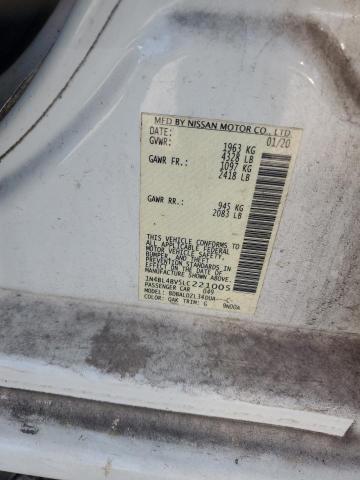 MFD BY NISSAN MOTOR CO., LTD.
DATE: 01/20
GVWR: 1963 KG
4328 LB
GAWR FR.: 1097 KG
2418 LB
GAWR RR.: 945 KG
2083 LB
THIS VEHICLE CONFORMS TO
ALL APPLICABLE FEDERAL
MOTOR VEHICLE SAFETY,
BUMPER, AND THEFT
PREVENTION STANDARDS
IN EFFECT ON THE DATE OF
MANUFACTURE SHOWN ABOVE.
1N4BL4BV5LC221005
PASSENGER CAR 049
MODEL: BDBALDZL34DUA---C-
COLOR: QAK TRIM: G 9N00A